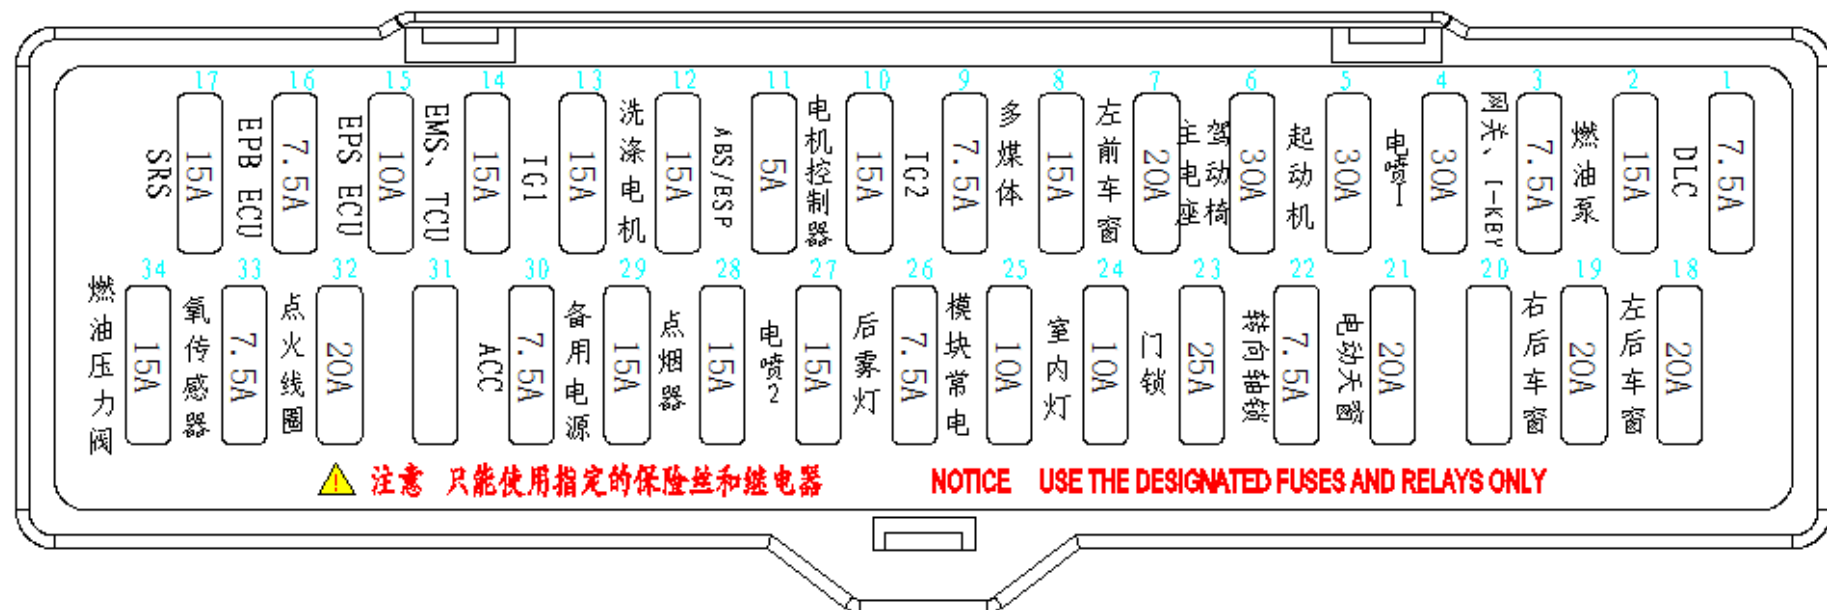 17 16 15 14 13 12 11 10 9 8 7 6 5 4 3 2 1
SRS
15A
EPB ECU
7.5A
EPS ECU
10A
EMS、TCU
15A
IG1
15A
洗涤电机
15A
ABS/ESP
5A
电机控制器
15A
IG2
7.5A
多媒体
15A
左前车窗
20A
主驾驶电动座椅
30A
起动机
30A
电喷1
30A
网关、I-KEY
7.5A
燃油泵
15A
DLC
7.5A
34 33 32 31 30 29 28 27 26 25 24 23 22 21 20 19 18
燃油压力阀
15A
氧传感器
7.5A
点火线圈
20A
ACC
7.5A
备用电源
15A
点烟器
15A
电喷2
15A
后雾灯
7.5A
模块常电
10A
室内灯
10A
门锁
25A
转向轴锁
7.5A
电动天窗
20A
右后车窗
20A
左后车窗
20A
注意 只能使用指定的保险丝和继电器 NOTICE USE THE DESIGNATED FUSES AND RELAYS ONLY